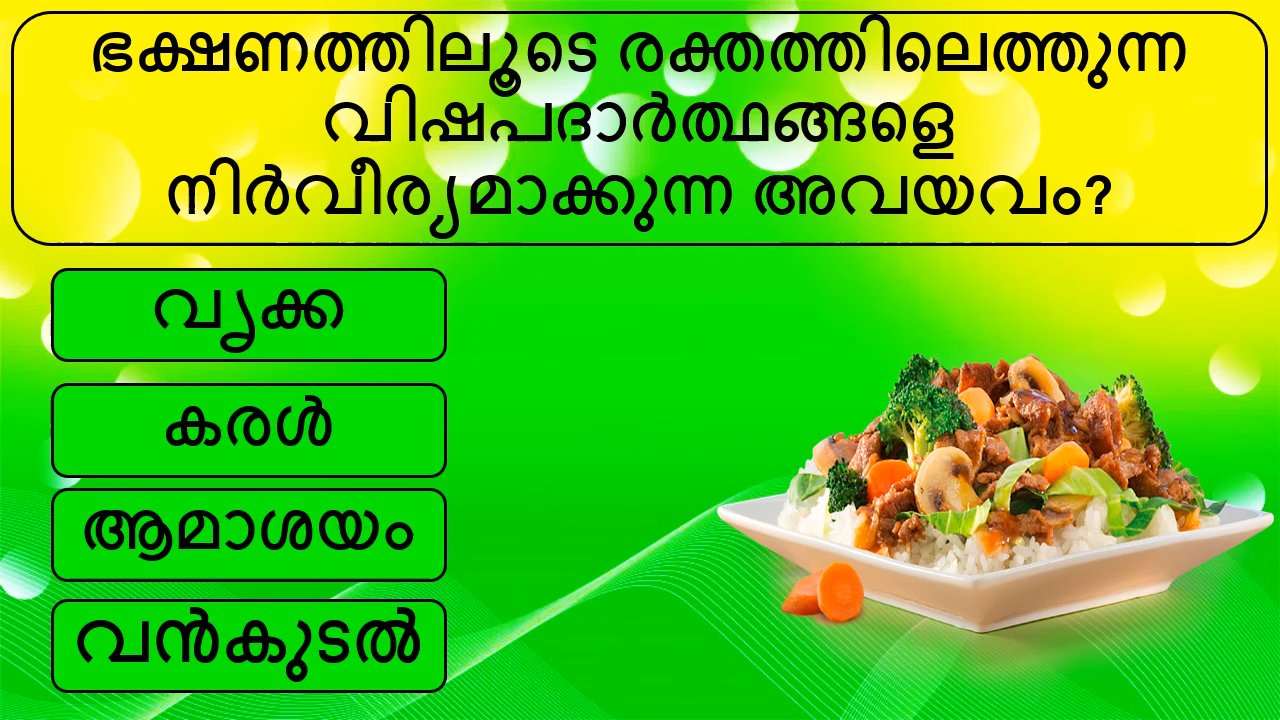 ഭക്ഷണത്തിലൂടെ രക്തത്തിലെത്തുന്ന
വിഷപദാർത്ഥങ്ങളെ
നിർവീര്യമാക്കുന്ന അവയവം?
വൃക്ക
കരൾ
ആമാശയം
വൻകുടൽ